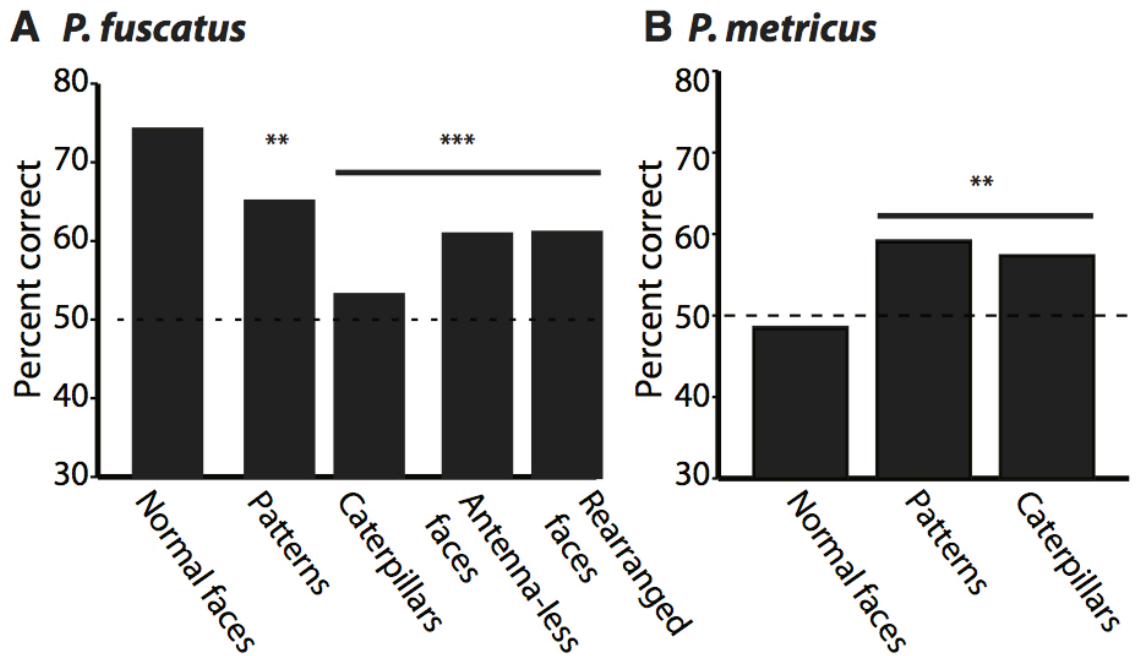 A P. fuscatus
Percent correct
80
70
60
50
40
30
**
***
Normal faces
Patterns
Caterpillars
Antenna-less
faces
Rearranged
faces
B P. metricus
Percent correct
80
70
60
50
40
30
**
Normal faces
Patterns
Caterpillars